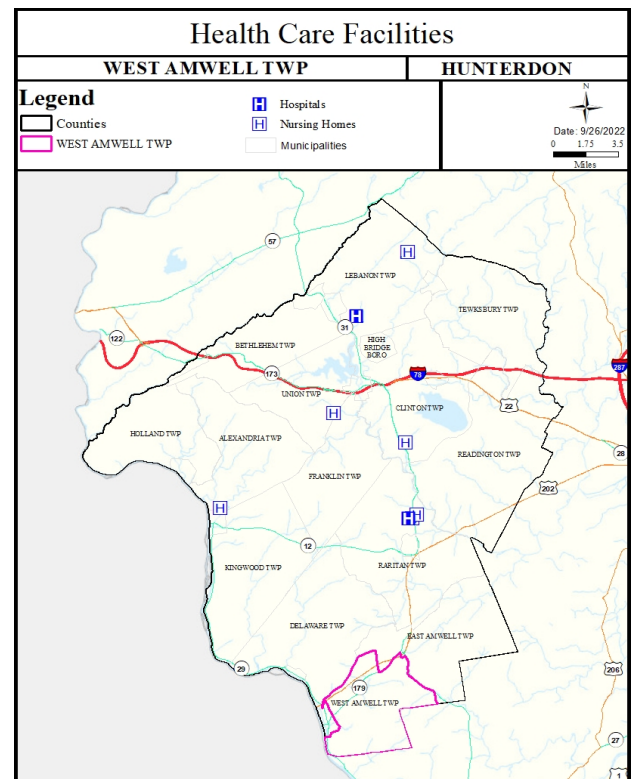 Health Care Facilities
WEST AMWELL TWP
HUNTERDON
Legend
Counties
WEST AMWELL TWP
H Hospitals
H Nursing Homes
Municipalities
N
Date: 9/26/2022
0 1.75 3.5
Miles
57
H
LEBANON TWP
TEWKSBURY TWP
H
31
122
BETHLEHEM TWP
HIGH
BRIDGE
BORO
173
78
287
UNION TWP
CLINTON TWP
22
H
HOLLAND TWP
ALEXANDRIA TWP
H
READINGTON TWP
28
FRANKLIN TWP
202
H
H
H
12
KINGWOOD TWP
RARITAN TWP
DELAWARE TWP
EAST AMWELL TWP
29
206
179
WEST AMWELL TWP
27
1